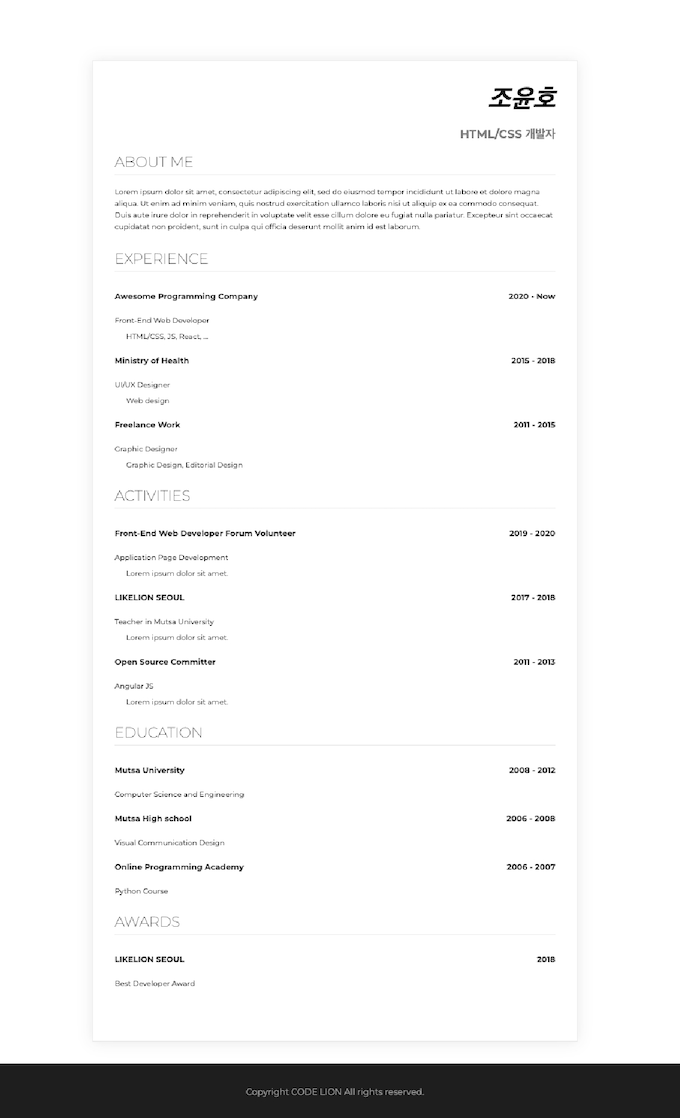 조윤호
HTML/CSS 개발자
ABOUT ME
Lorem ipsum dolor sit amet, consectetur adipiscing elit, sed do eiusmod tempor incididunt ut labore et dolore magna
aliqua. Ut enim ad minim veniam, quis nostrud exercitation ullamco laboris nisi ut aliquip ex ea commodo consequat.
Duis aute irure dolor in reprehenderit in voluptate velit esse cillum dolore eu fugiat nulla pariatur. Excepteur sint occaecat
cupidatat non proident, sunt in culpa qui officia deserunt mollit anim id est laborum.
EXPERIENCE
Awesome Programming Company 2020 - Now
Front-End Web Developer
HTML/CSS, JS, React, ...
Ministry of Health 2015 - 2018
UI/UX Designer
Web design
Freelance Work 2011 - 2015
Graphic Designer
Graphic Design, Editorial Design
ACTIVITIES
Front-End Web Developer Forum Volunteer 2019 - 2020
Application Page Development
Lorem ipsum dolor sit amet.
LIKELION SEOUL 2017 - 2018
Teacher in Mutsa University
Lorem ipsum dolor sit amet.
Open Source Committer 2011 - 2013
Angular JS
Lorem ipsum dolor sit amet.
EDUCATION
Mutsa University 2008 - 2012
Computer Science and Engineering
Mutsa High school 2006 - 2008
Visual Communication Design
Online Programming Academy 2006 - 2007
Python Course
AWARDS
LIKELION SEOUL 2018
Best Developer Award
Copyright CODE LION All rights reserved.